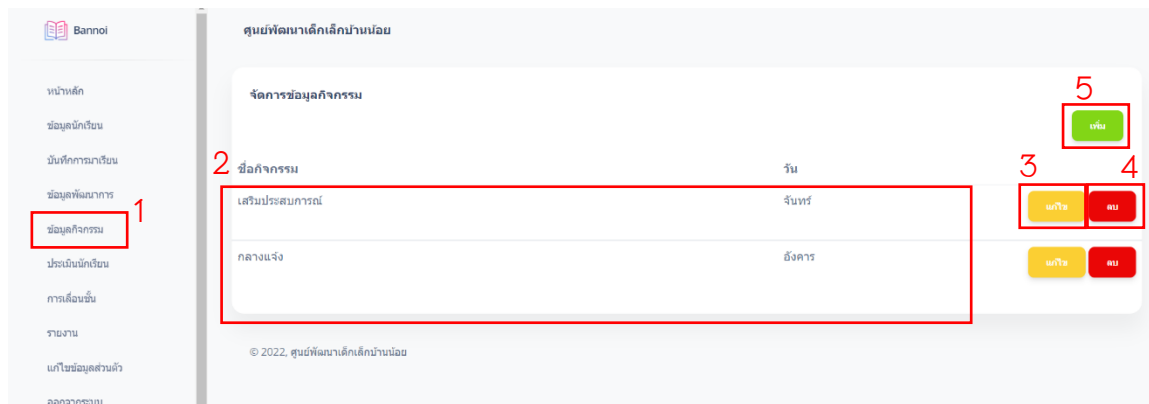 Bannoi
ศูนย์พัฒนาเด็กเล็กบ้านน้อย
หน้าหลัก
ข้อมูลนักเรียน
บันทึกการมาเรียน
ข้อมูลพัฒนาการ
1
ข้อมูลกิจกรรม
ประเมินนักเรียน
การเลื่อนชั้น
รายงาน
แก้ไขข้อมูลส่วนตัว
ออกจากระบบ
จัดการข้อมูลกิจกรรม
5
เพิ่ม
2 ชื่อกิจกรรม วัน 3 4
เสริมประสบการณ์ จันทร์ แก้ไข ลบ
กลางแจ้ง อังคาร แก้ไข ลบ
© 2022, ศูนย์พัฒนาเด็กเล็กบ้านน้อย